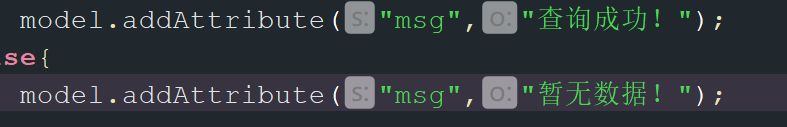 model.addAttribute(s:"msg",o:"查询成功！");
se{
model.addAttribute(s:"msg",o:"暂无数据！");